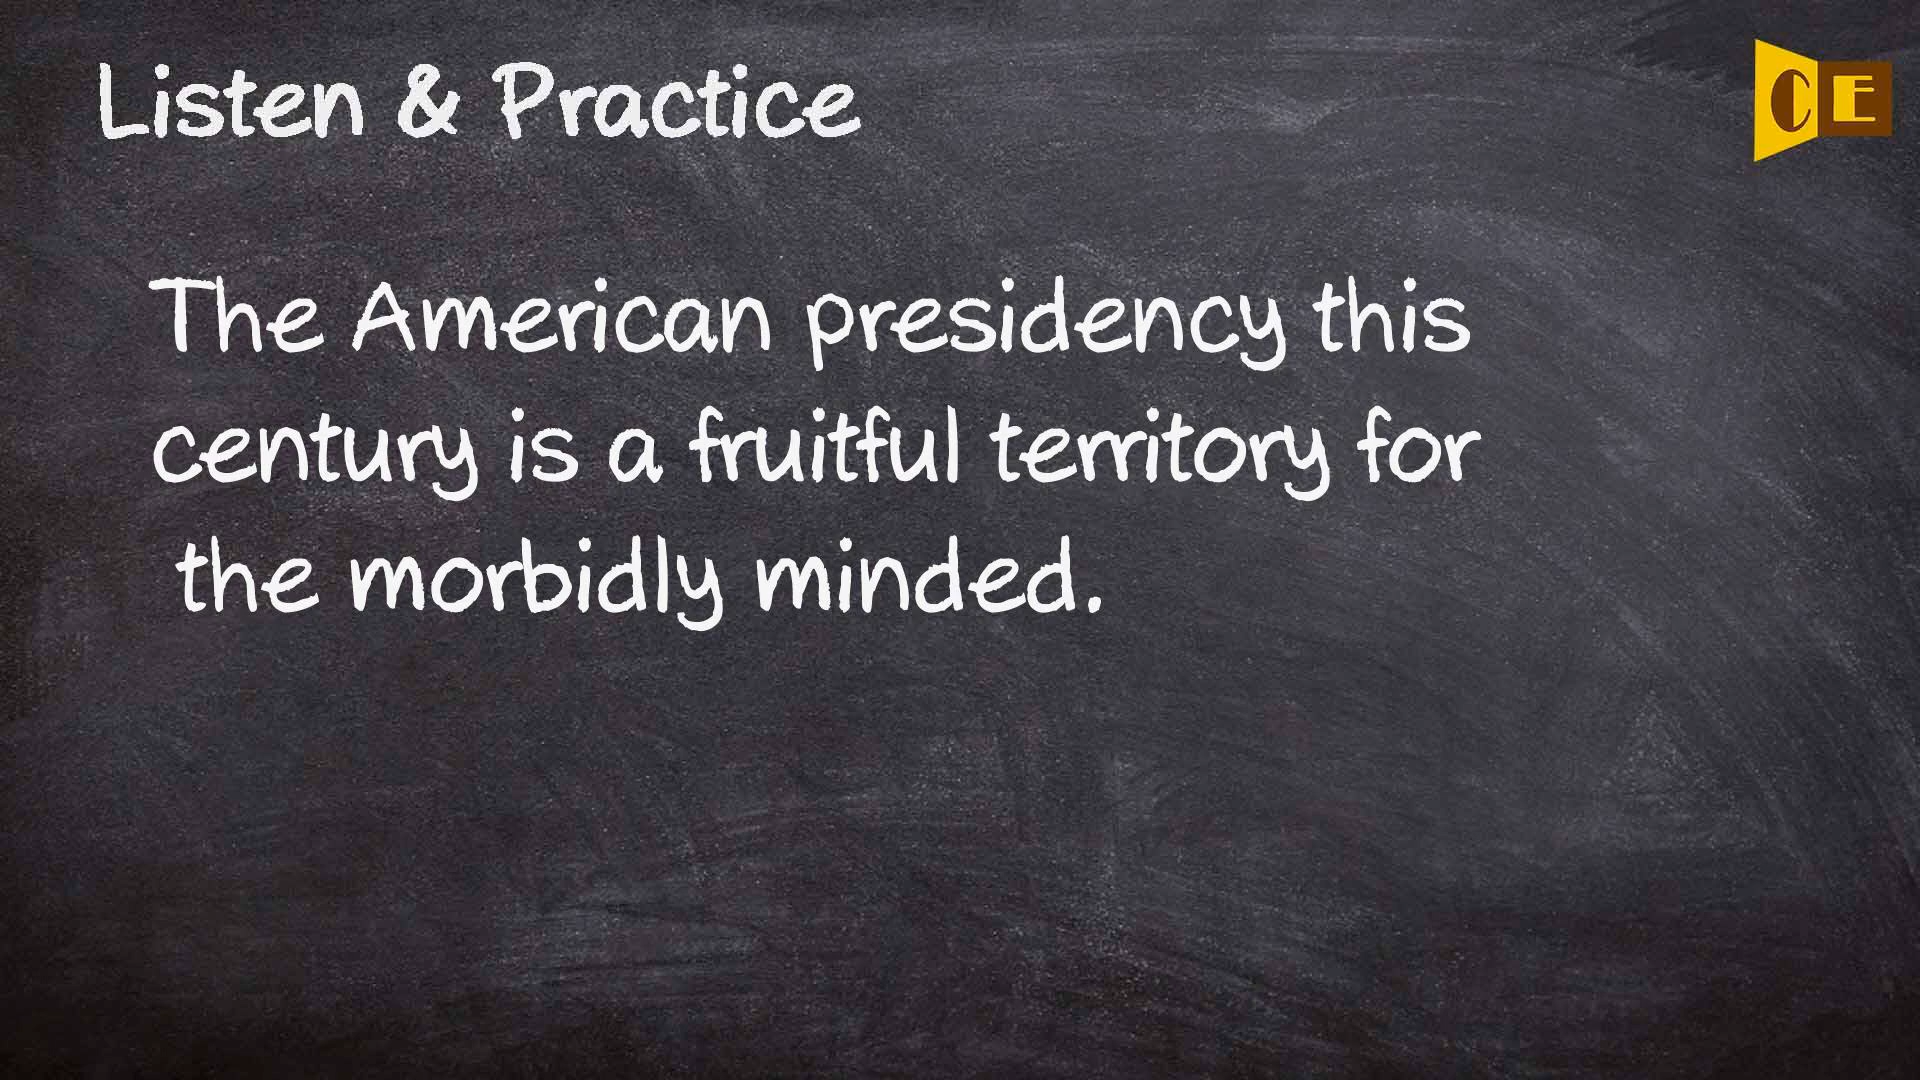 Listen & Practice
CE
The American presidency this
century is a fruitful territory for
the morbidly minded.